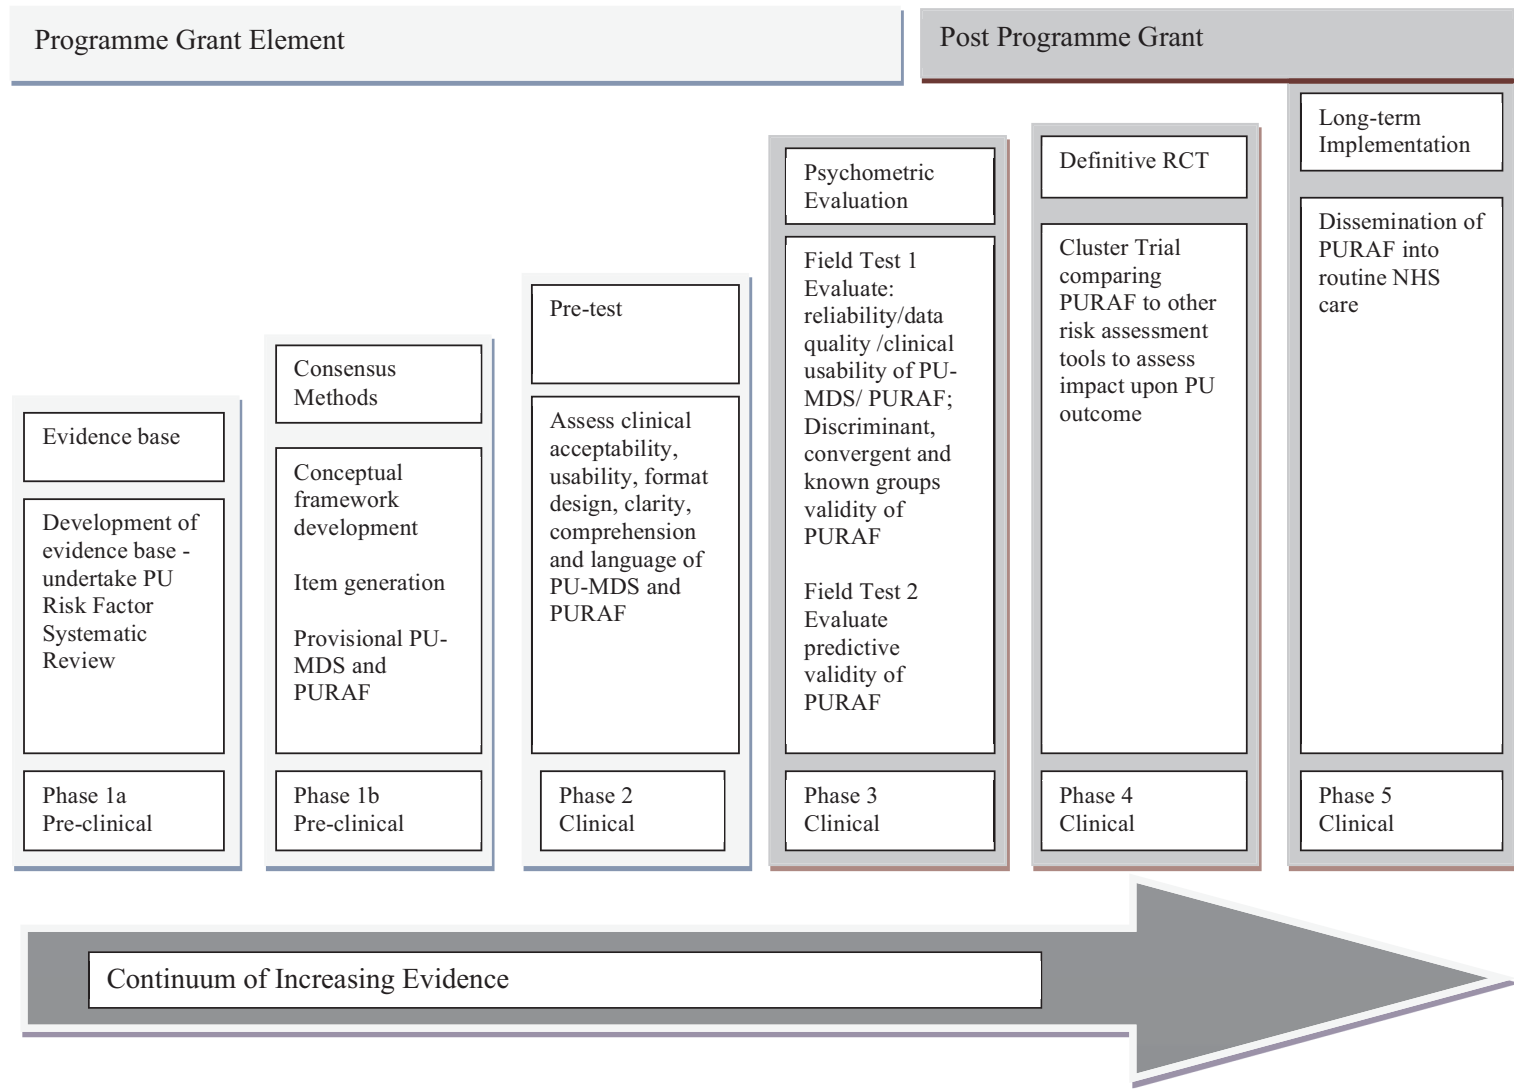 Programme Grant Element
Post Programme Grant
Evidence base
Development of
evidence base -
undertake PU
Risk Factor
Systematic
Review
Phase 1a
Pre-clinical
Consensus
Methods
Conceptual
framework
development
Item generation
Provisional PU-
MDS and
PURAF
Phase 1b
Pre-clinical
Pre-test
Assess clinical
acceptability,
usability, format
design, clarity,
comprehension
and language of
PU-MDS and
PURAF
Phase 2
Clinical
Psychometric
Evaluation
Field Test 1
Evaluate:
reliability/data
quality /clinical
usability of PU-
MDS/ PURAF;
Discriminant,
convergent and
known groups
validity of
PURAF
Field Test 2
Evaluate
predictive
validity of
PURAF
Phase 3
Clinical
Definitive RCT
Cluster Trial
comparing
PURAF to other
risk assessment
tools to assess
impact upon PU
outcome
Phase 4
Clinical
Long-term
Implementation
Dissemination of
PURAF into
routine NHS
care
Phase 5
Clinical
Continuum of Increasing Evidence